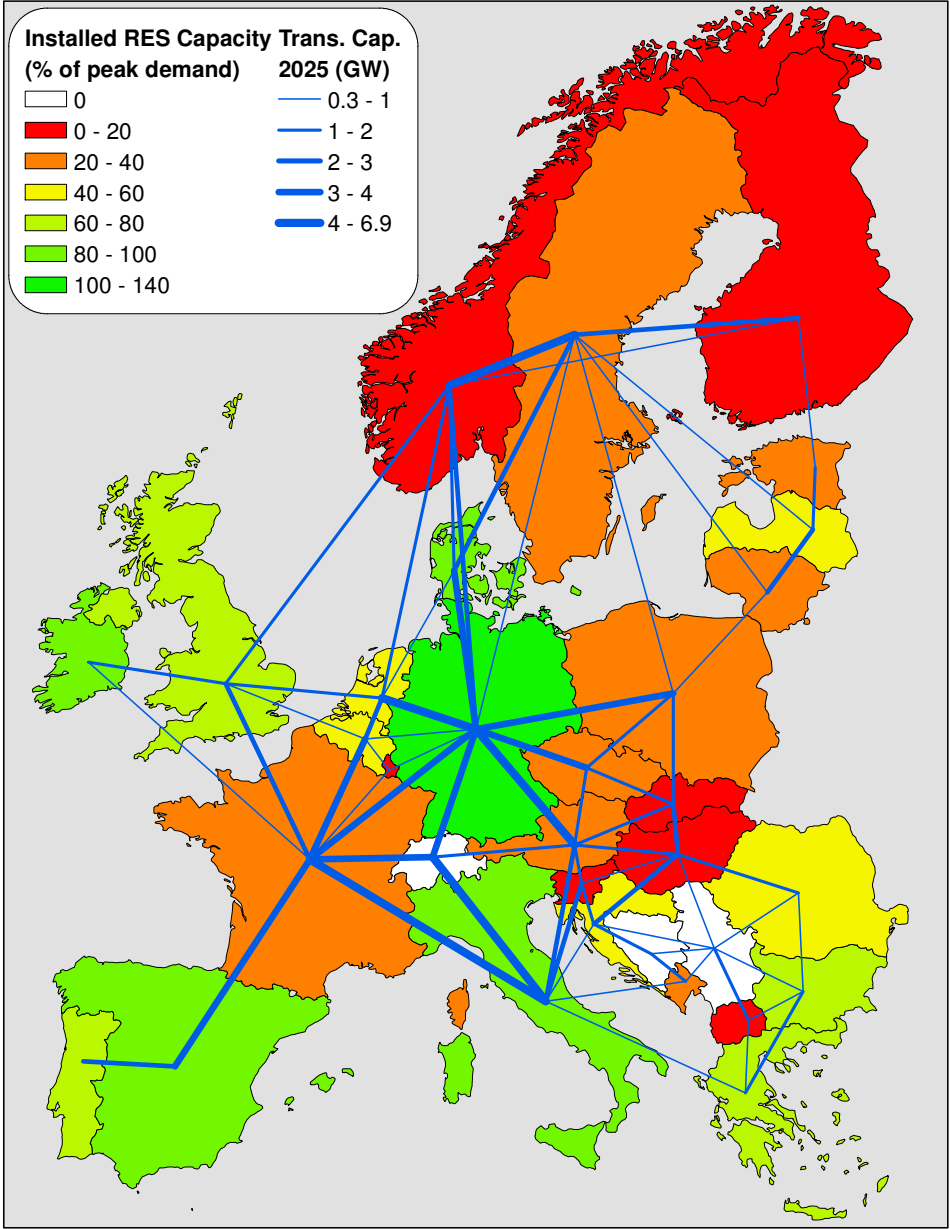 Installed RES Capacity Trans. Cap.
(% of peak demand) 2025 (GW)
0 0.3 - 1
0 - 20 1 - 2
20 - 40 2 - 3
40 - 60 3 - 4
60 - 80 4 - 6.9
80 - 100
100 - 140